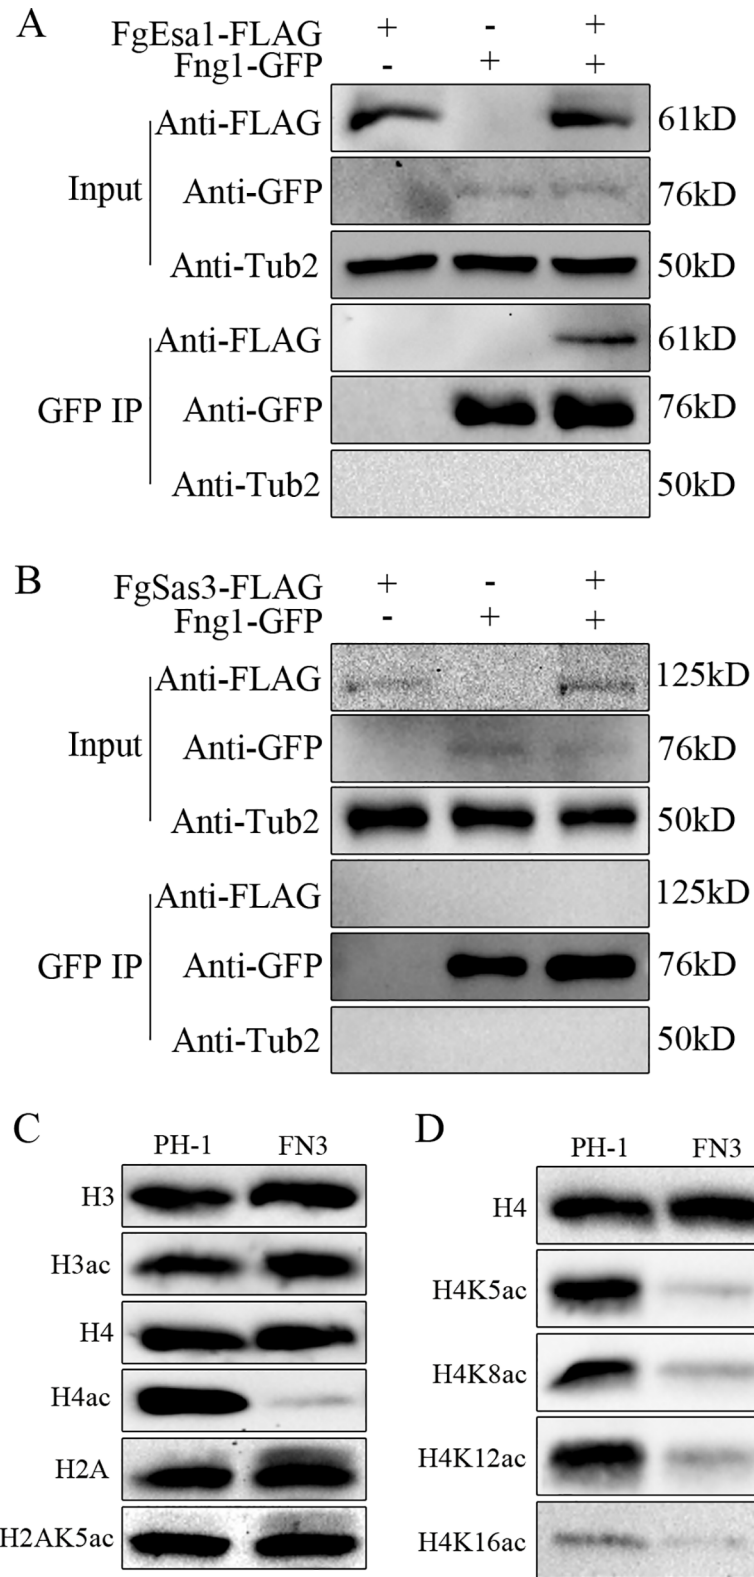 A
FgEsa1-FLAG + - +
Fng1-GFP - + +
Input
Anti-FLAG 61kD
Anti-GFP 76kD
Anti-Tub2 50kD
GFP IP
Anti-FLAG 61kD
Anti-GFP 76kD
Anti-Tub2 50kD
B
FgSas3-FLAG + - +
Fng1-GFP - + +
Input
Anti-FLAG 125kD
Anti-GFP 76kD
Anti-Tub2 50kD
GFP IP
Anti-FLAG 125kD
Anti-GFP 76kD
Anti-Tub2 50kD
C
PH-1 FN3
H3
H3ac
H4
H4ac
H2A
H2AK5ac
D
PH-1 FN3
H4
H4K5ac
H4K8ac
H4K12ac
H4K16ac